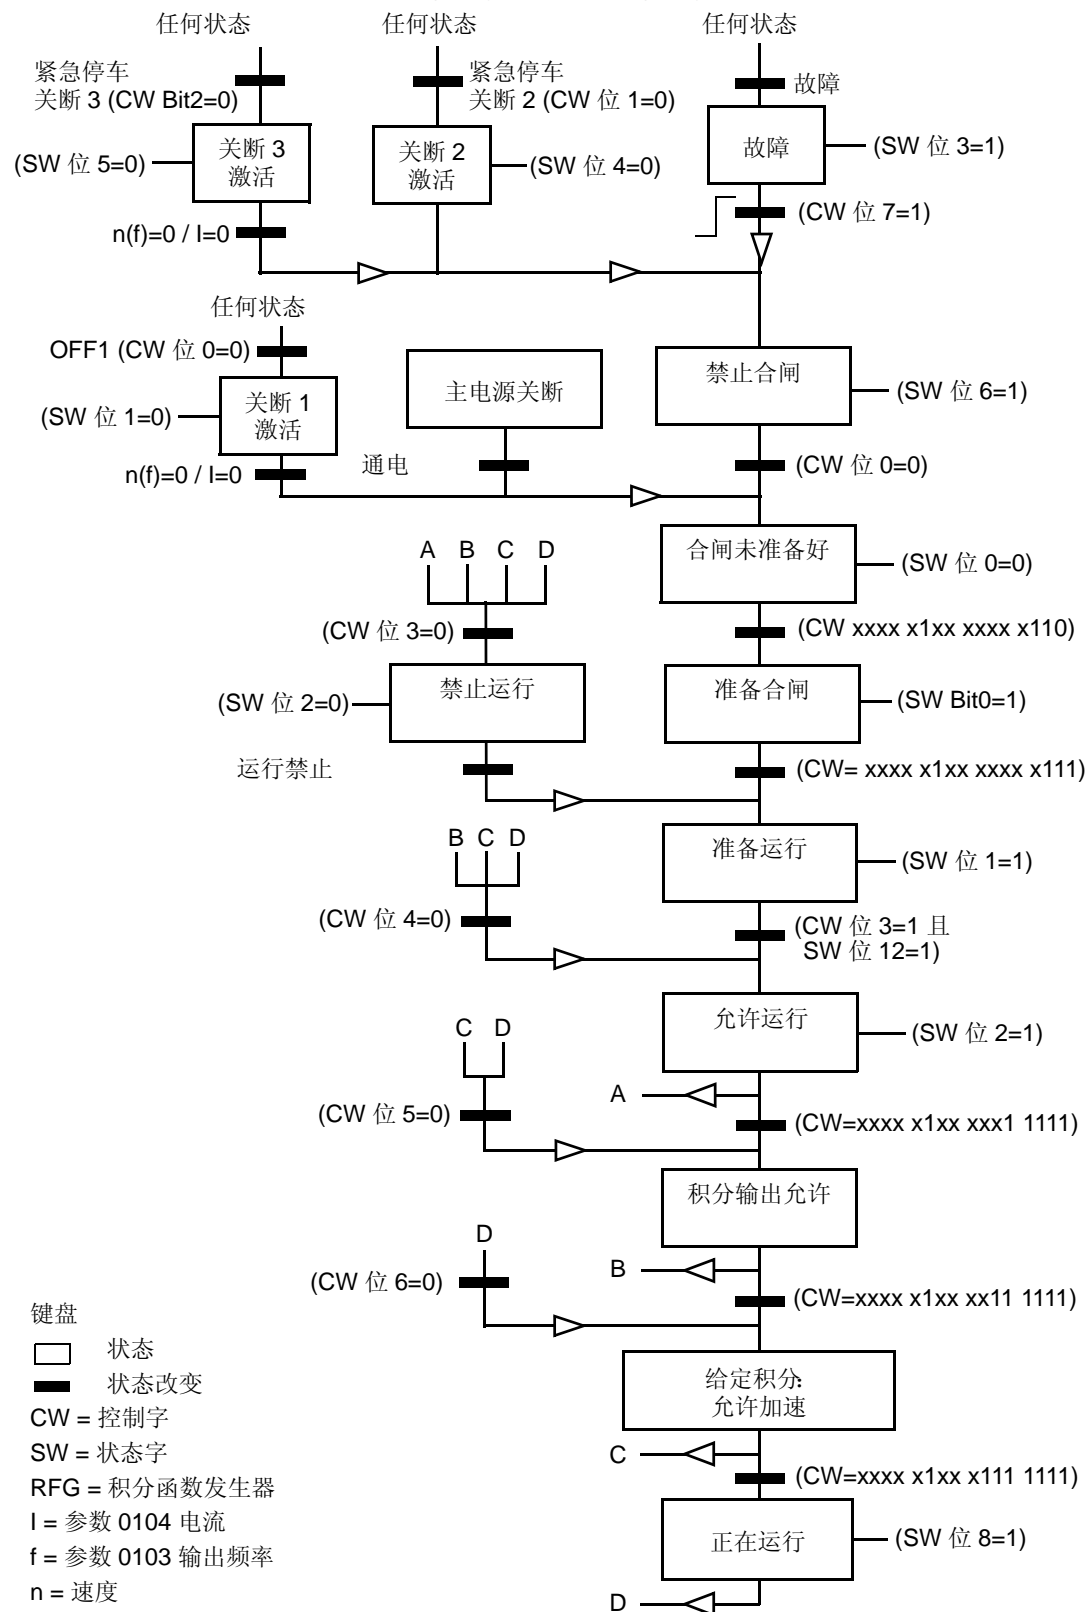 任何状态
任何状态
任何状态
紧急停车
关断 3 (CW Bit2=0)
紧急停车
关断 2 (CW 位 1=0)
故障
(SW 位 5=0)
关断 3
激活
关断 2
激活
(SW 位 4=0)
故障
(SW 位 3=1)
n(f)=0 / I=0
(CW 位 7=1)
任何状态
OFF1 (CW 位 0=0)
(SW 位 1=0)
关断 1
激活
主电源关断
禁止合闸
(SW 位 6=1)
n(f)=0 / I=0
通电
(CW 位 0=0)
合闸未准备好
(SW 位 0=0)
A B C D
(CW 位 3=0)
(CW xxxx x1xx xxxx x110)
(SW 位 2=0)
禁止运行
准备合闸
(SW Bit0=1)
运行禁止
(CW= xxxx x1xx xxxx x111)
B C D
准备运行
(SW 位 1=1)
(CW 位 4=0)
(CW 位 3=1 且
SW 位 12=1)
允许运行
(SW 位 2=1)
C D
A
(CW 位 5=0)
(CW=xxxx x1xx xxx1 1111)
积分输出允许
D
B
(CW 位 6=0)
(CW=xxxx x1xx xx11 1111)
给定积分:
允许加速
C
(CW=xxxx x1xx x111 1111)
正在运行
(SW 位 8=1)
D
键盘
状态
状态改变
CW = 控制字
SW = 状态字
RFG = 积分函数发生器
I = 参数 0104 电流
f = 参数 0103 输出频率
n = 速度